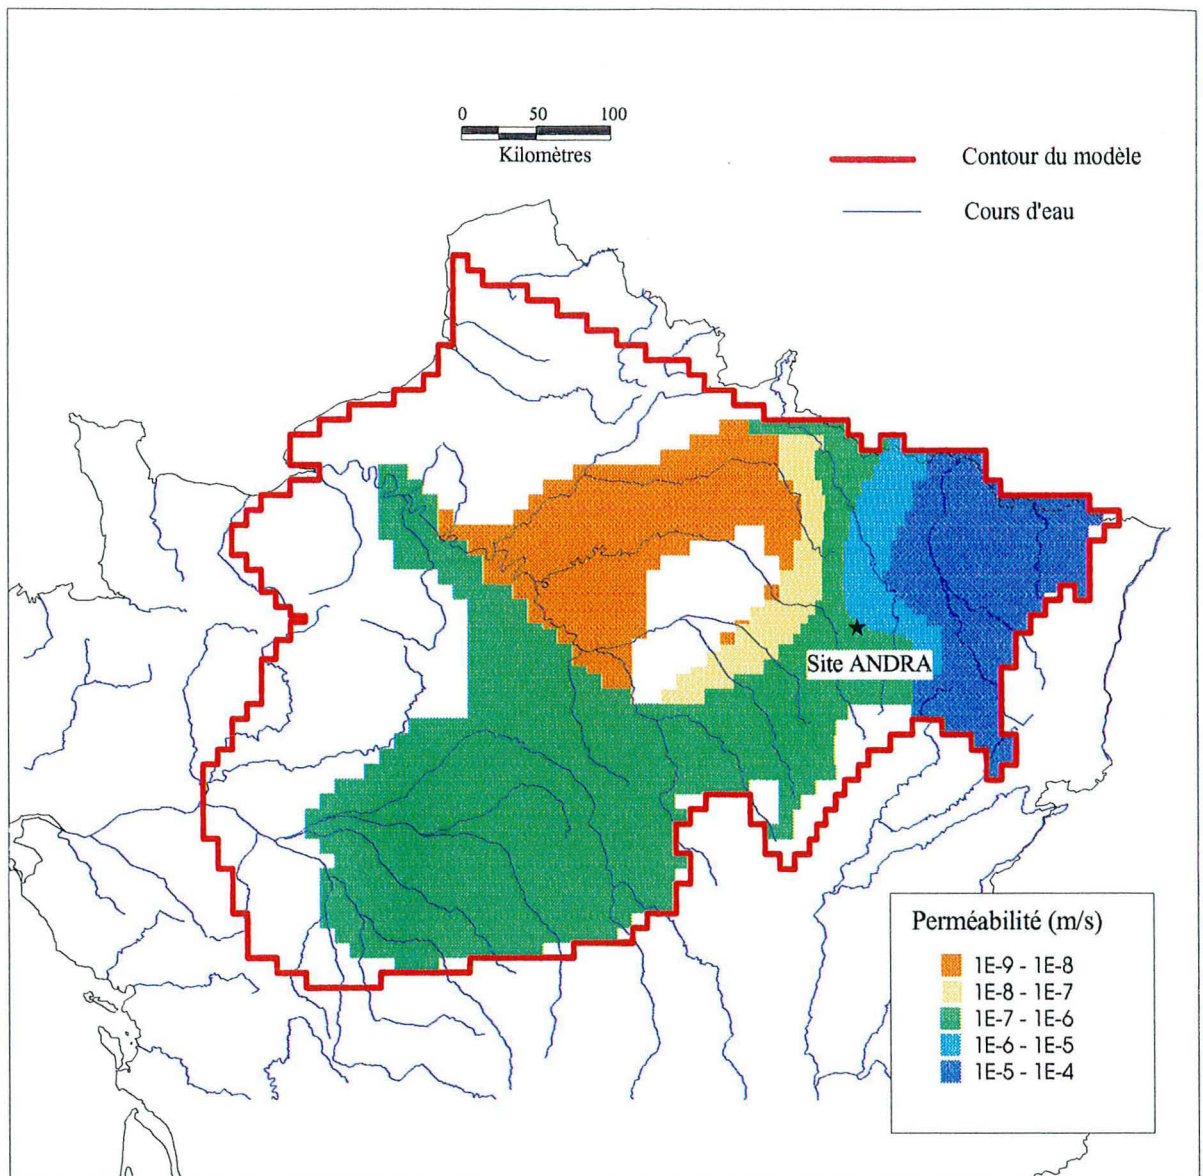 0 50 100
Kilomètres
Contour du modèle
Cours d'eau
Site ANDRA
Perméabilité (m/s)
1E-9 - 1E-8
1E-8 - 1E-7
1E-7 - 1E-6
1E-6 - 1E-5
1E-5 - 1E-4